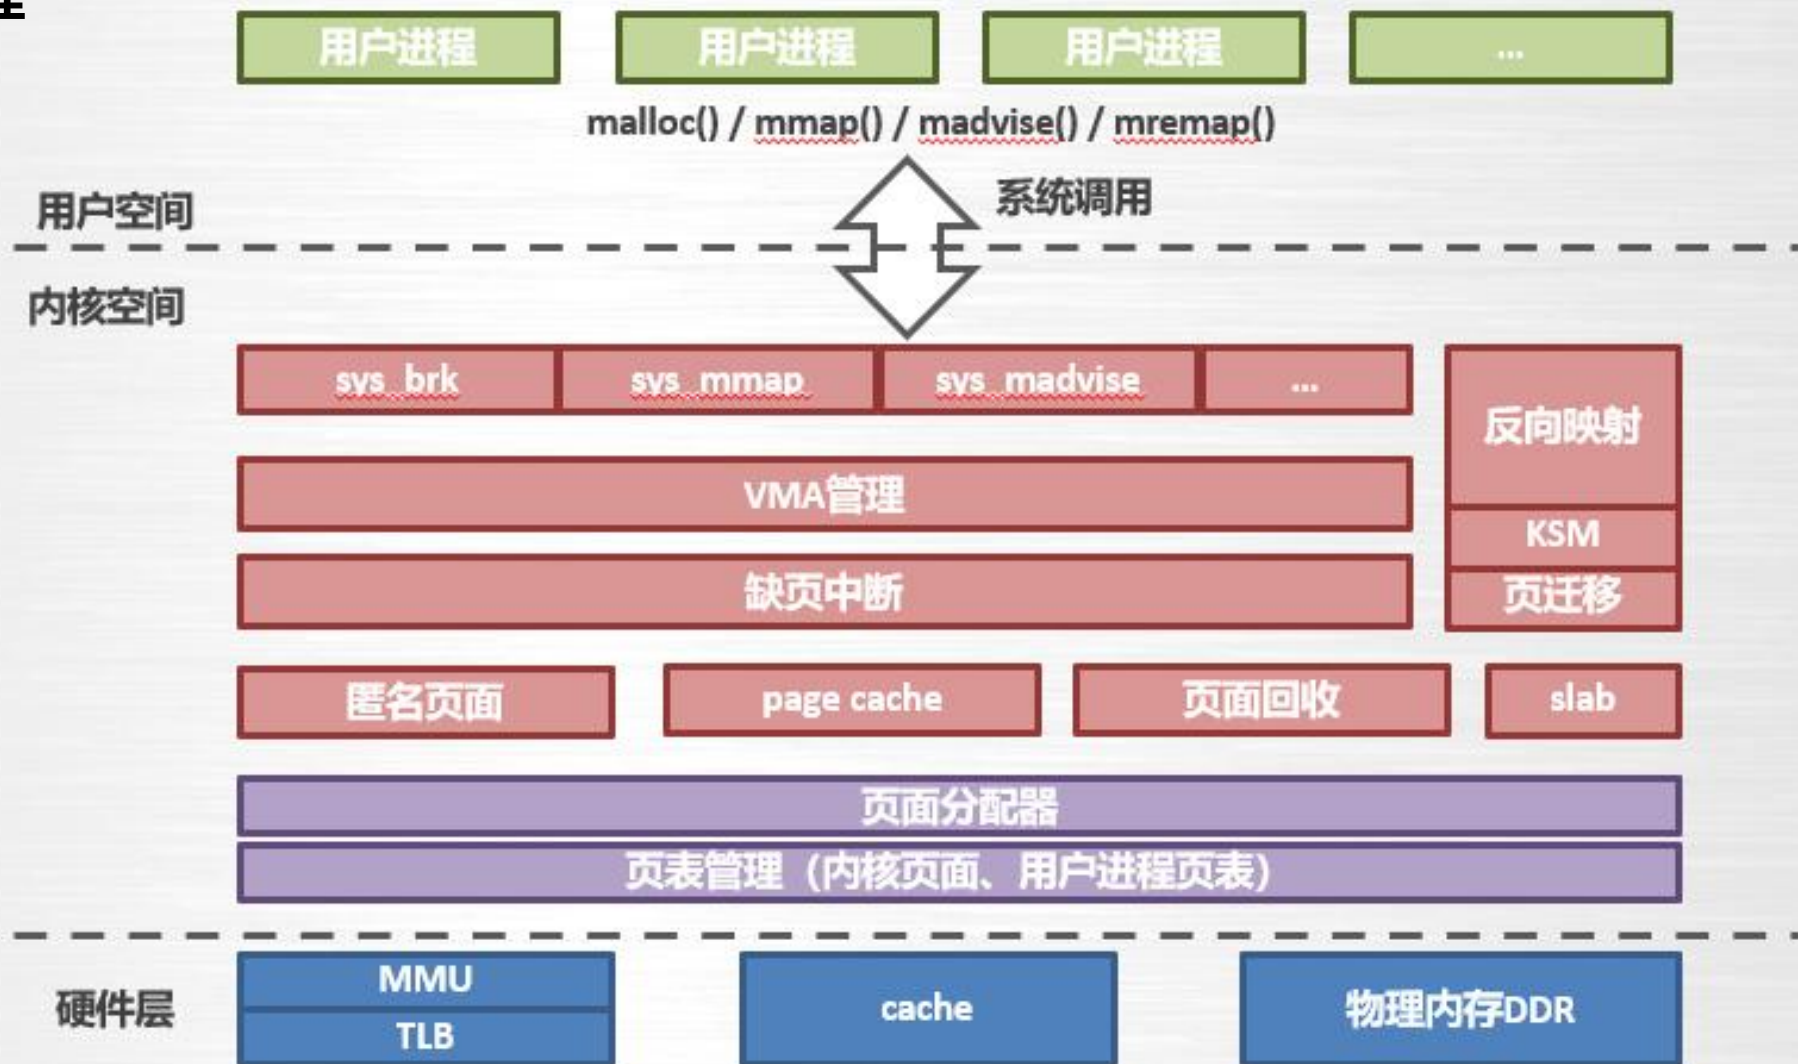 理
用户进程 用户进程 用户进程 ...
malloc() / mmap() / madvise() / mremap()
系统调用
用户空间
内核空间
sys_brk sys_mmap sys_madvise ...
反向映射
VMA管理
KSM
缺页中断
页迁移
匿名页面 page cache 页面回收 slab
页面分配器
页表管理（内核页面、用户进程页表）
硬件层
MMU
TLB
cache
物理内存DDR